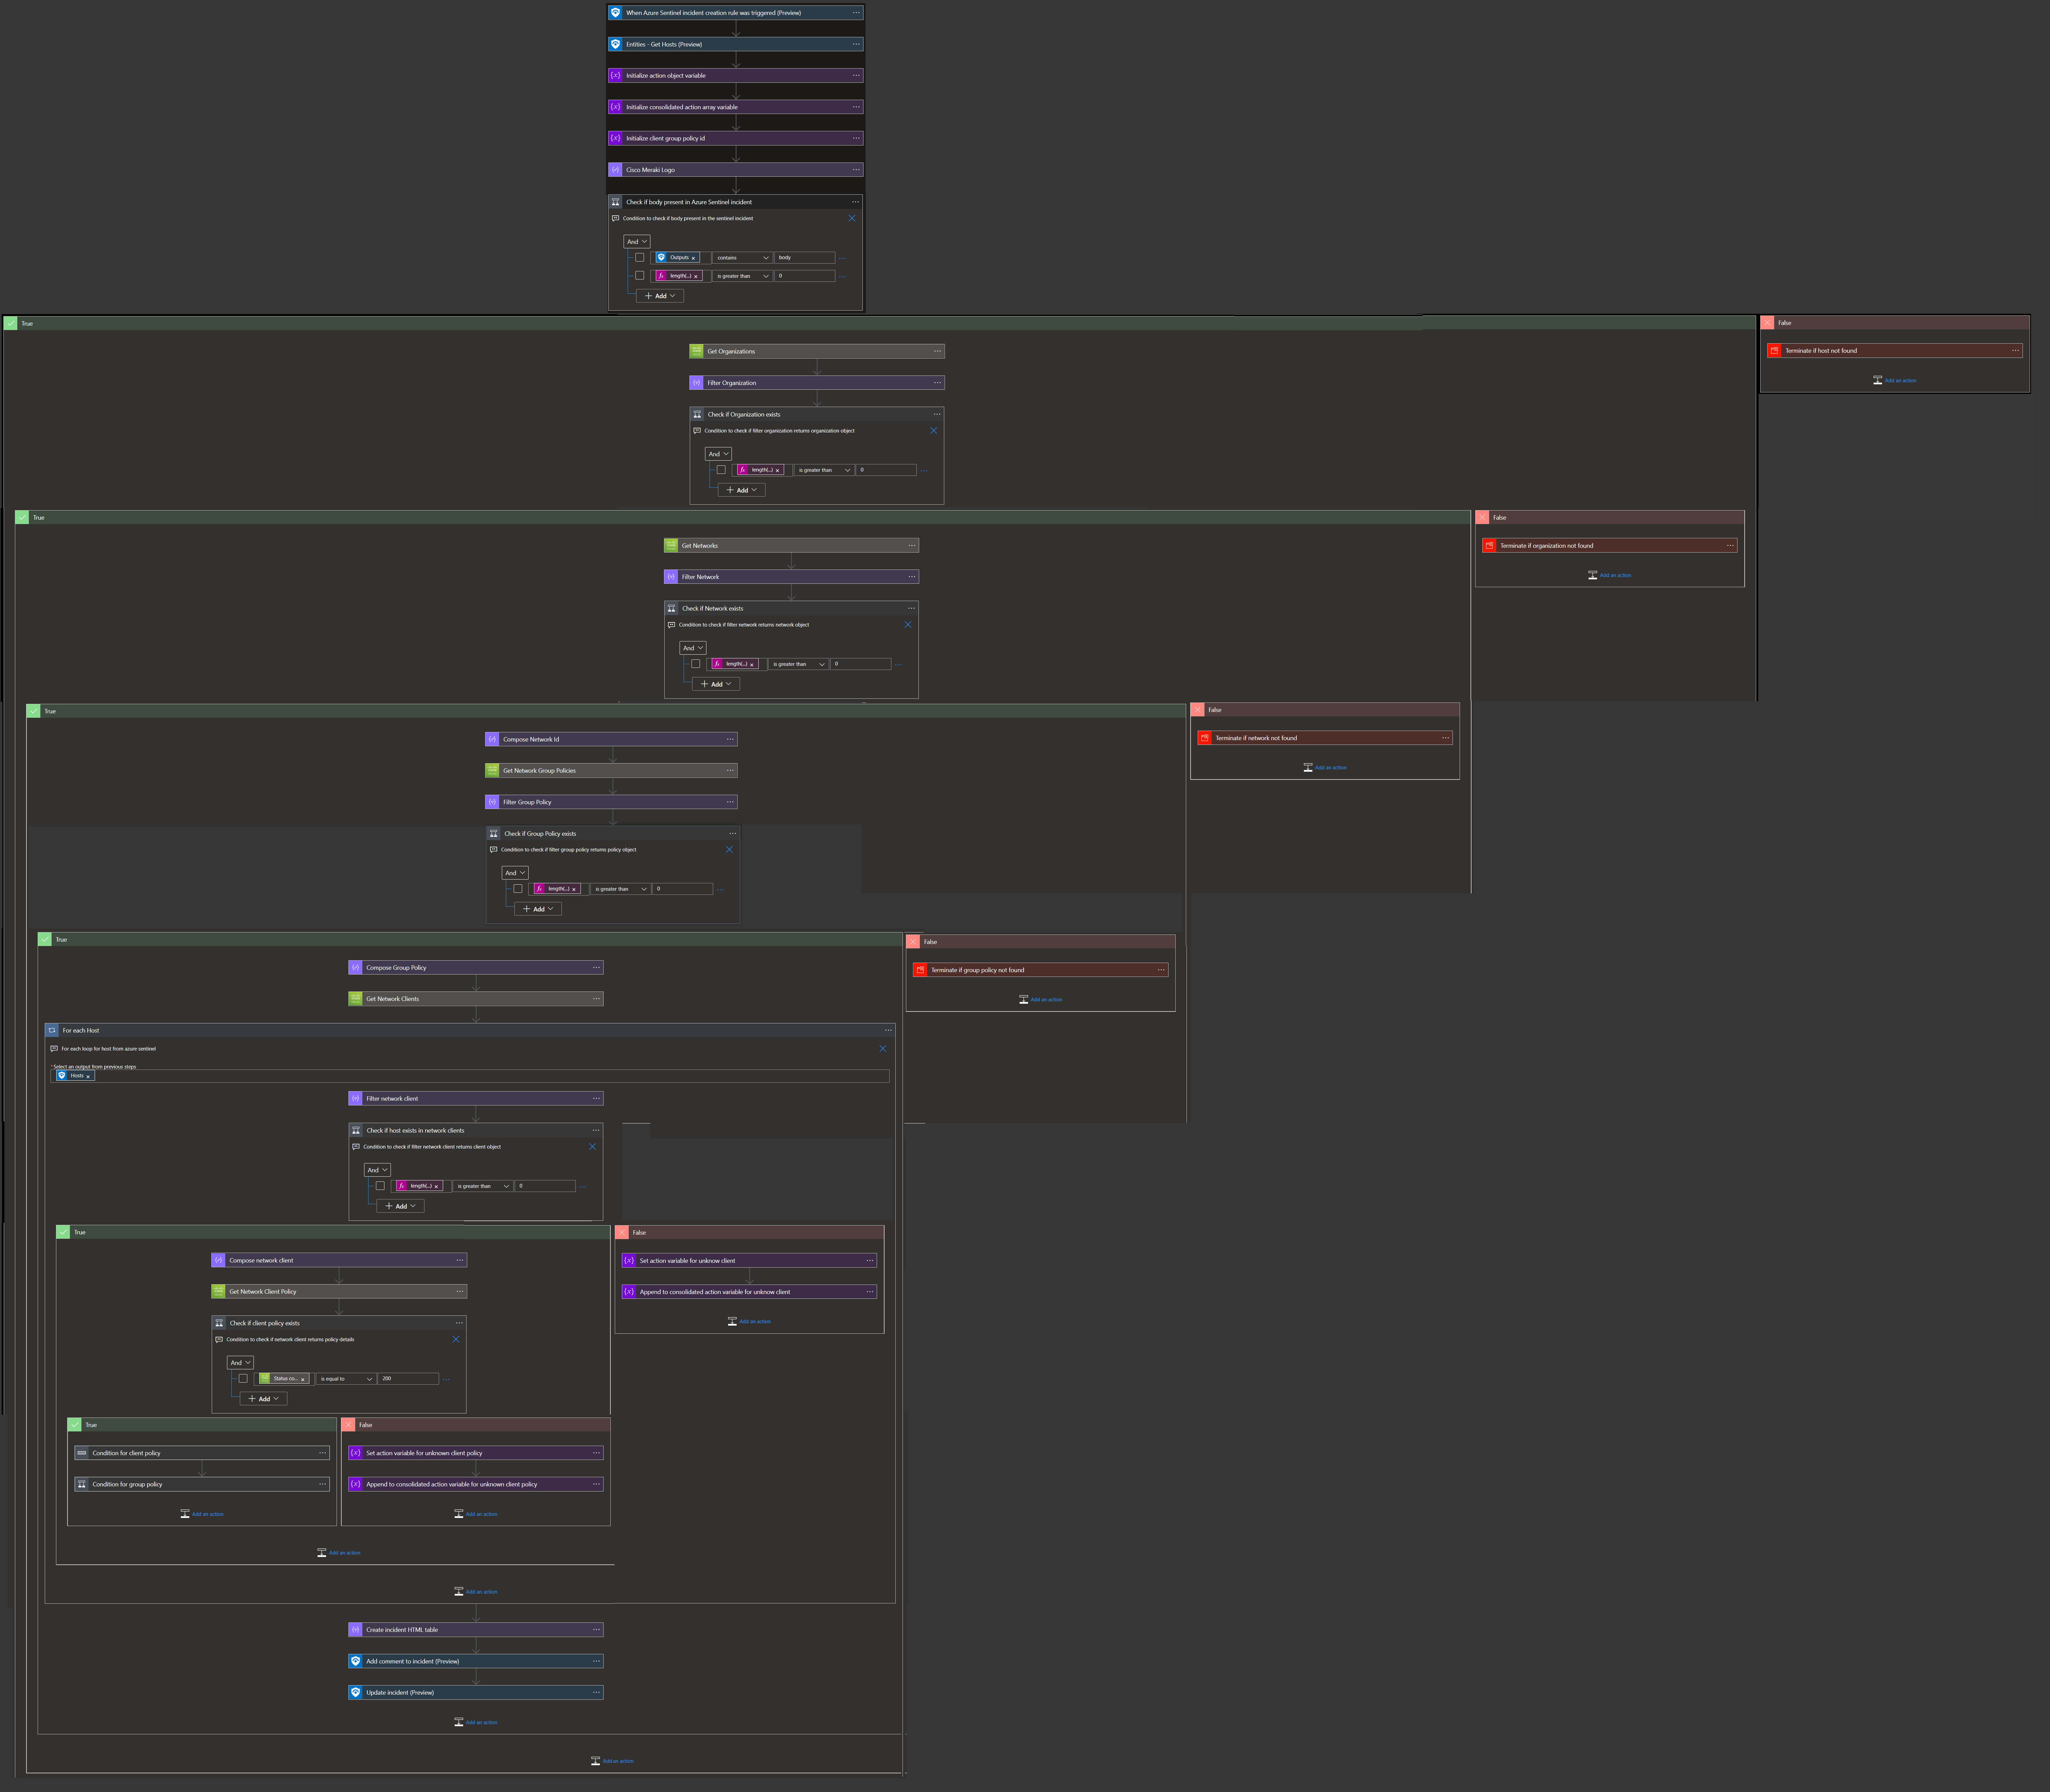 When Azure Sentinel incident creation rule was triggered (Preview)
Entities - Get Hosts (Preview)
Initialize action object variable
Initialize consolidated action array variable
Initialize client group policy id
Cisco Meraki Logo
Check if body present in Azure Sentinel incident
Condition to check if body present in the sentinel incident
And
Outputs contains body
length(...) is greater than 0
Add
True
False
Get Organizations
Terminate if host not found
Add an action
Filter Organization
Check if Organization exists
Condition to check if filter organization returns organization object
And
length(...) is greater than 0
Add
True
False
Get Networks
Terminate if organization not found
Add an action
Filter Network
Check if Network exists
Condition to check if filter network returns network object
And
length(...) is greater than 0
Add
True
False
Compose Network Id
Terminate if network not found
Add an action
Get Network Group Policies
Filter Group Policy
Check if Group Policy exists
Condition to check if filter group policy returns policy object
And
length(...) is greater than 0
Add
True
False
Compose Group Policy
Terminate if group policy not found
Add an action
Get Network Clients
For each Host
For each loop for host from azure sentinel
*Select an output from previous steps
Hosts
Filter network client
Check if host exists in network clients
Condition to check if filter network client returns client object
And
length(...) is greater than 0
Add
True
False
Compose network client
Set action variable for unknow client
Get Network Client Policy
Append to consolidated action variable for unknow client
Add an action
Check if client policy exists
Condition to check if network client returns policy details
And
Status co... is equal to 200
Add
True
False
Condition for client policy
Set action variable for unknown client policy
Condition for group policy
Append to consolidated action variable for unknown client policy
Add an action
Add an action
Add an action
Add an action
Create incident HTML table
Add comment to incident (Preview)
Update incident (Preview)
Add an action
Add an action